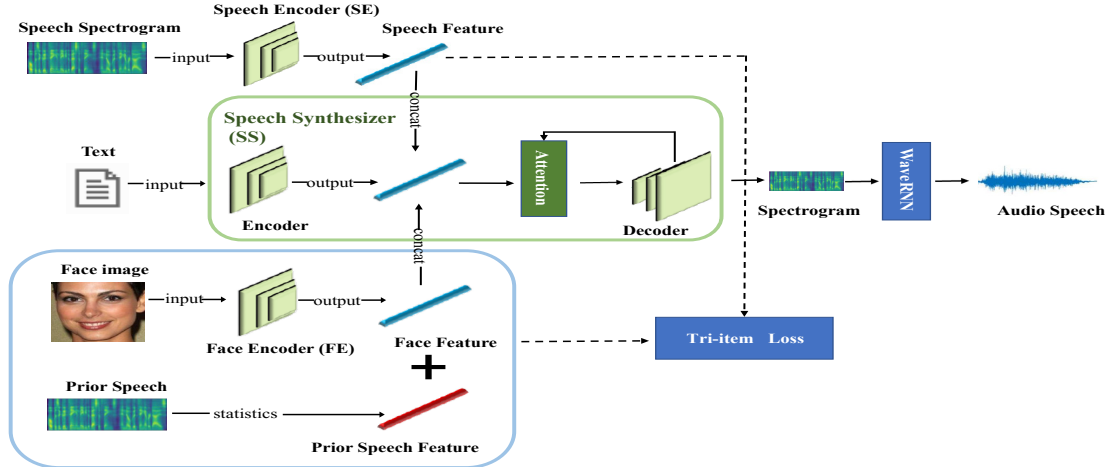 Speech Encoder (SE)
Speech Spectrogram
Speech Feature
input
output
concat
Speech Synthesizer
(SS)
Text
input
output
Attention
WaveRNN
Encoder
Decoder
Spectrogram
Audio Speech
concat
Face image
input
output
Face Encoder (FE)
Face Feature
+
Tri-item Loss
Prior Speech
statistics
Prior Speech Feature